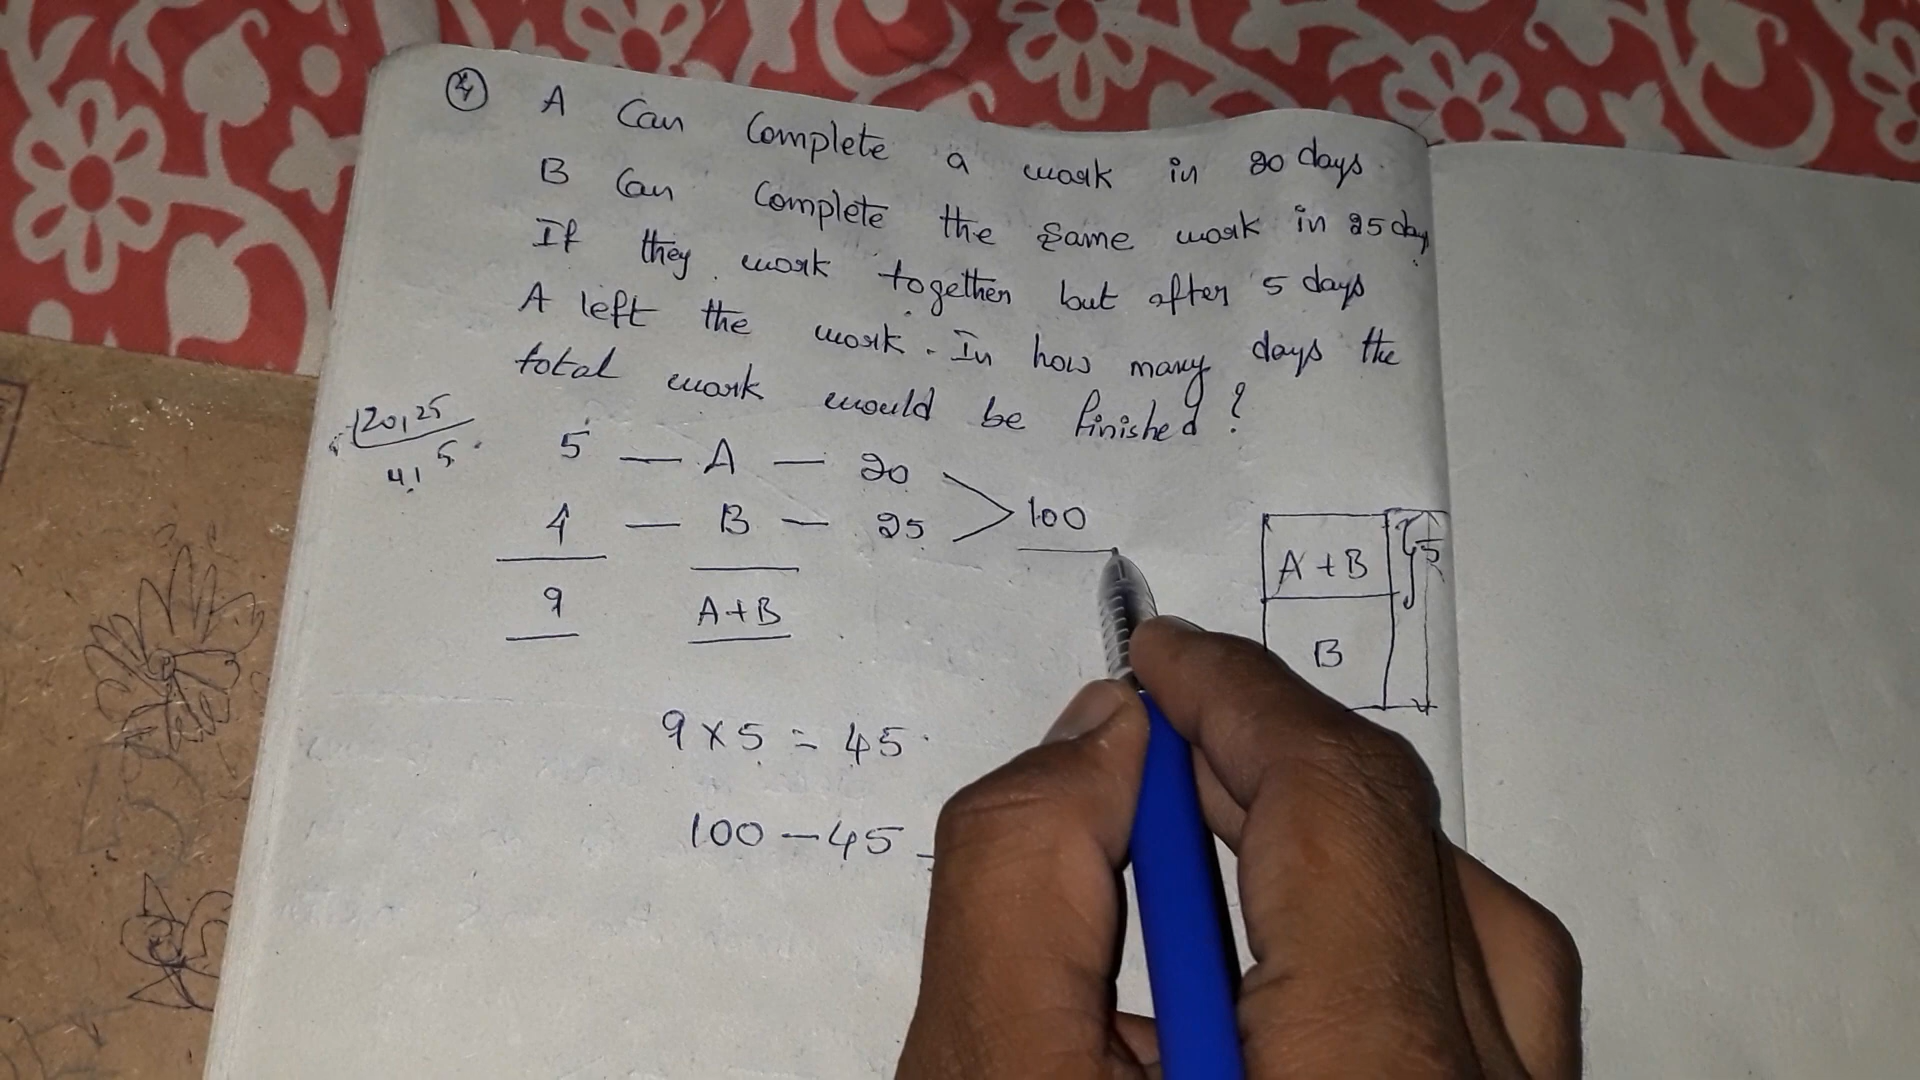 4 A Can Complete a work in 20 days.
B Can Complete the same work in 25 days
If they work together but after 5 days
A left the work. In how many days the
total work would be finished?
20, 25
4, 5
5 — A — 20
4 — B — 25
100
9 A+B
A+B 5
B
9 × 5 = 45
100 – 45